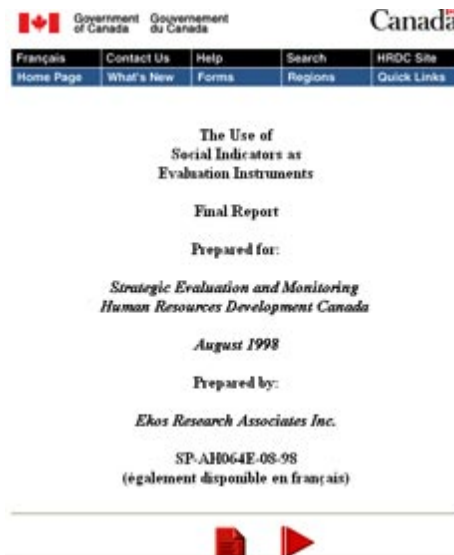 Government of Canada
Gouvernement du Canada
Canada
Français Contact Us Help Search HRDC Site
Home Page What's New Forms Regions Quick Links
The Use of
Social Indicators as
Evaluation Instruments
Final Report
Prepared for:
Strategic Evaluation and Monitoring
Human Resources Development Canada
August 1998
Prepared by:
Ekos Research Associates Inc.
SP-AH064E-08-98
(également disponible en français)